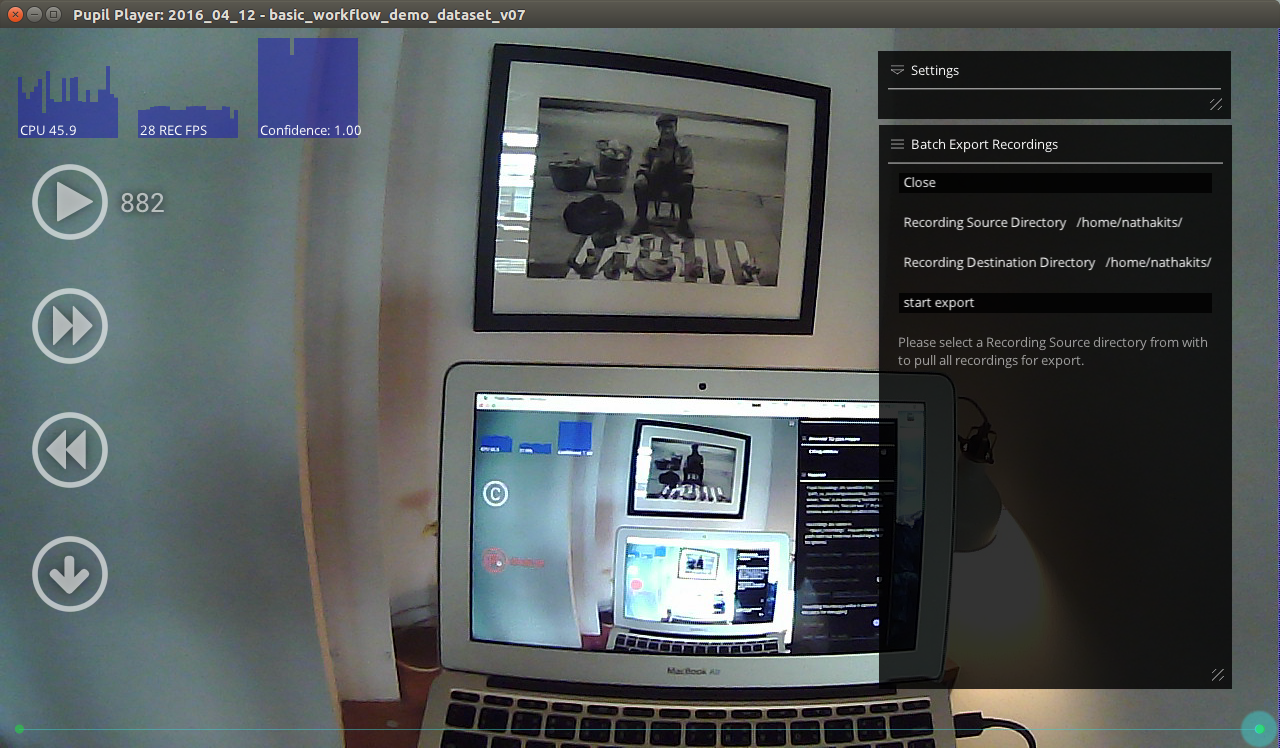 Pupil Player: 2016_04_12 - basic_workflow_demo_dataset_v07
CPU 45.9
28 REC FPS
Confidence: 1.00
882
Settings
Batch Export Recordings
Close
Recording Source Directory /home/nathakits/
Recording Destination Directory /home/nathakits/
start export
Please select a Recording Source directory from with
to pull all recordings for export.
C
MacBook Air